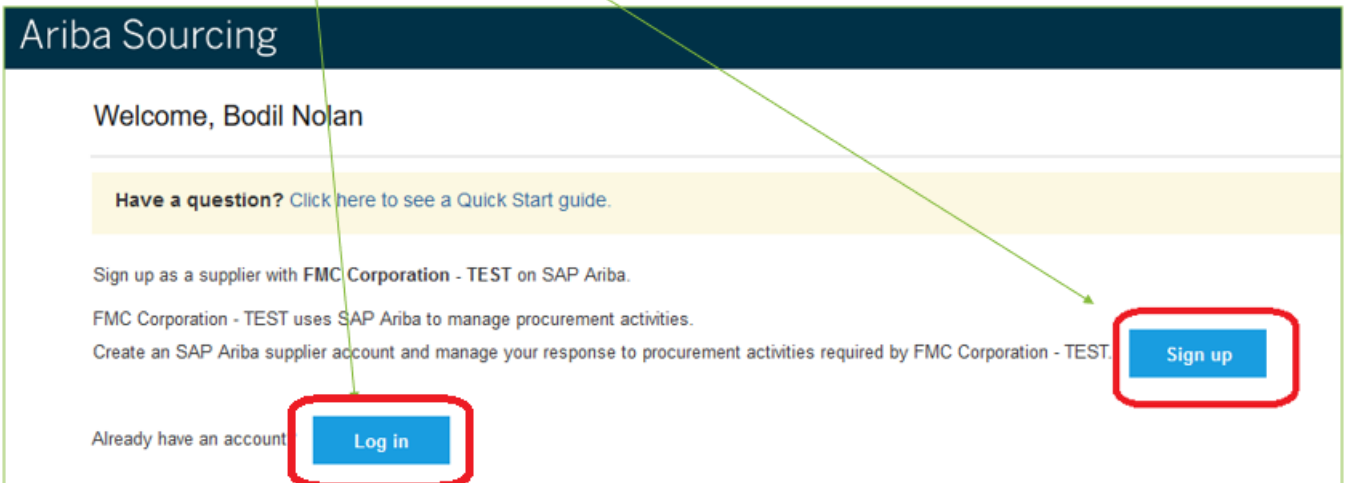 Ariba Sourcing
Welcome, Bodil Nolan
Have a question? Click here to see a Quick Start guide.
Sign up as a supplier with FMC Corporation - TEST on SAP Ariba.
FMC Corporation - TEST uses SAP Ariba to manage procurement activities.
Create an SAP Ariba supplier account and manage your response to procurement activities required by FMC Corporation - TEST.
Sign up
Already have an account?
Log in